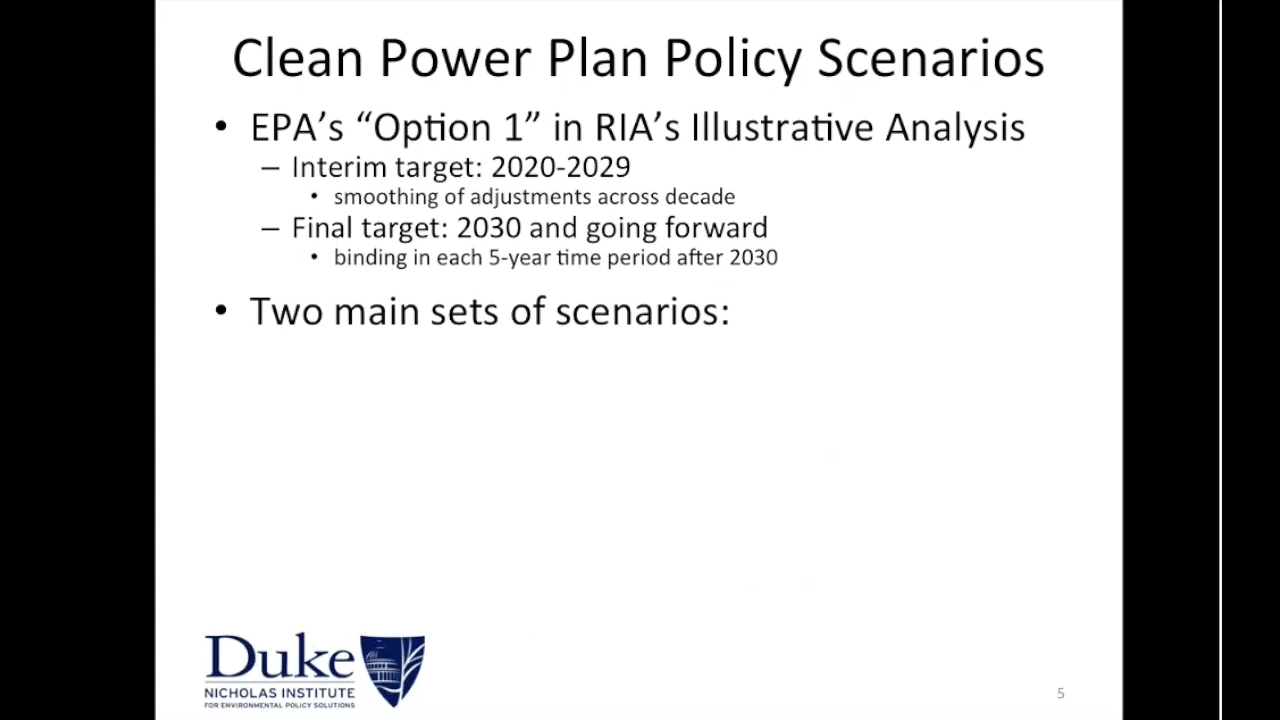 Clean Power Plan Policy Scenarios
• EPA’s “Option 1” in RIA’s Illustrative Analysis
– Interim target: 2020-2029
• smoothing of adjustments across decade
– Final target: 2030 and going forward
• binding in each 5-year time period after 2030
• Two main sets of scenarios:
Duke
NICHOLAS INSTITUTE
FOR ENVIRONMENTAL POLICY SOLUTIONS
5